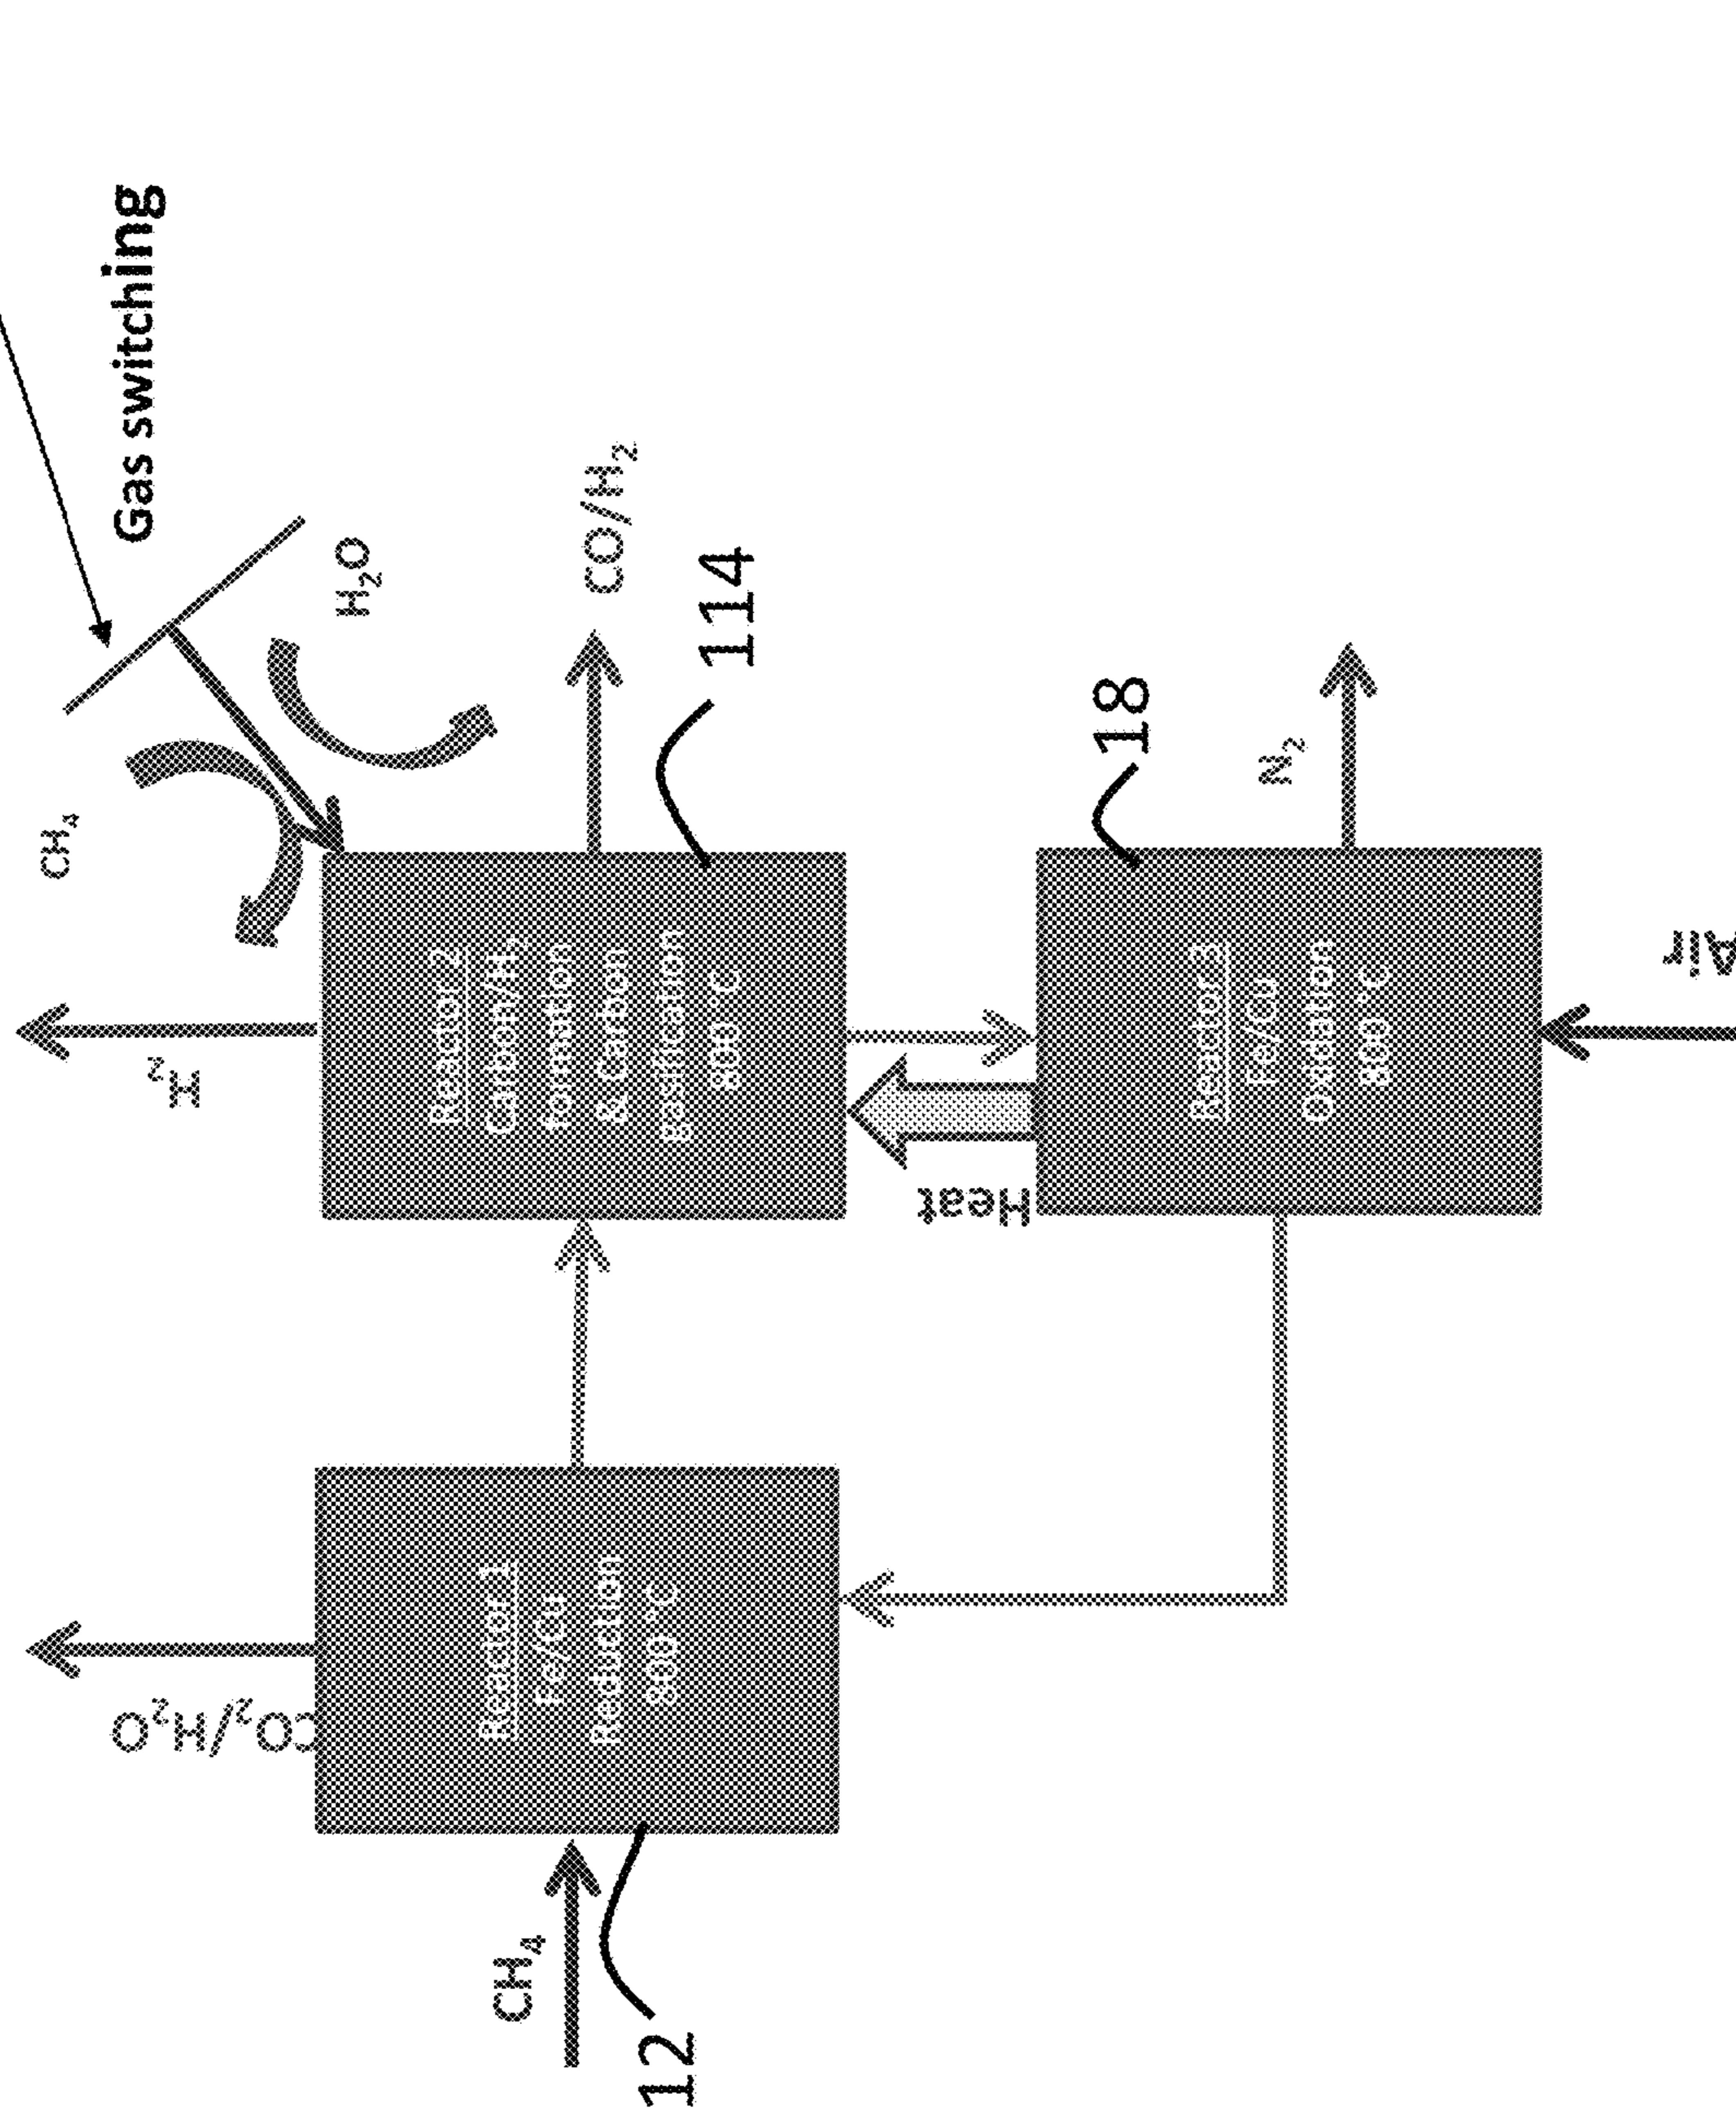 Gas switching
CH₄
H₂O
H₂
CO/H₂
114
Reactor 2
Carbon/H₂
formation
& Carbon
gasification
800 °C
CO₂/H₂O
CH₄
12
Reactor 1
Fe/Cu
Reduction
800 °C
Heat
18
Reactor 3
Fe/Cu
Oxidation
800 °C
N₂
Air